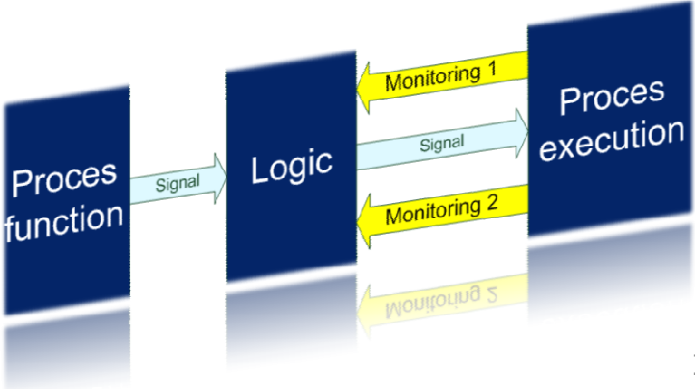 Proces
function
Signal
Logic
Monitoring 1
Signal
Monitoring 2
Proces
execution
Monitoring 2